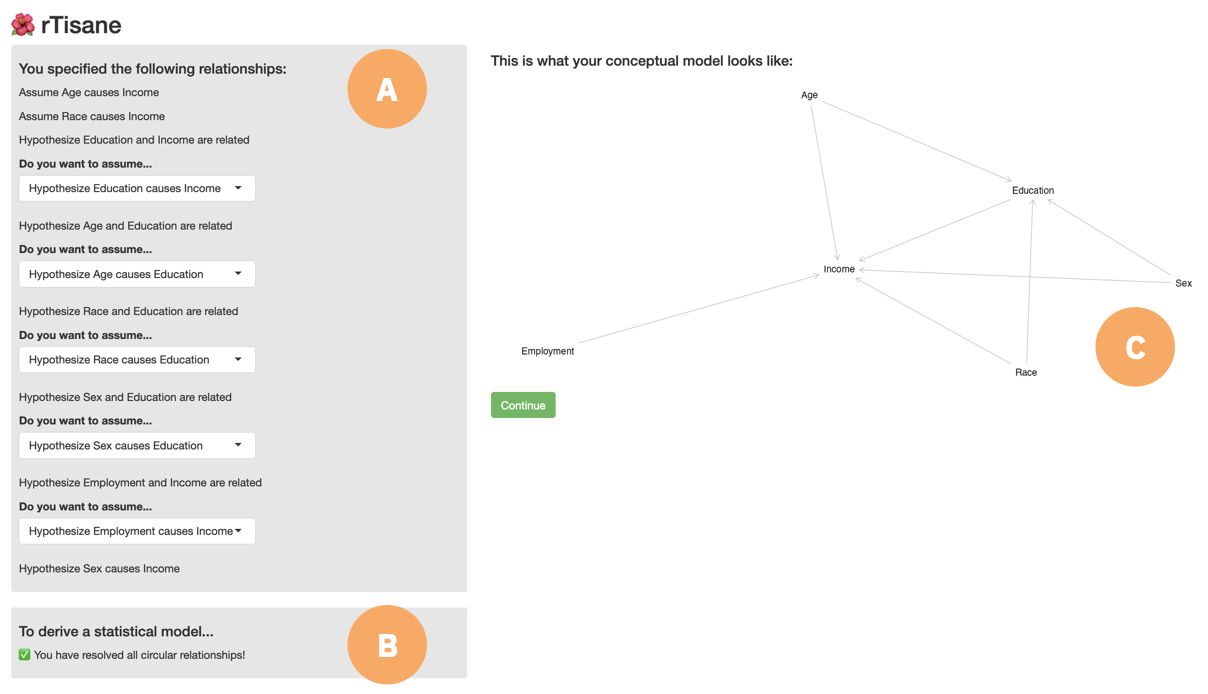 rTisane
You specified the following relationships:
A
Assume Age causes Income
Assume Race causes Income
Hypothesize Education and Income are related
Do you want to assume...
Hypothesize Education causes Income
Hypothesize Age and Education are related
Do you want to assume...
Hypothesize Age causes Education
Hypothesize Race and Education are related
Do you want to assume...
Hypothesize Race causes Education
Hypothesize Sex and Education are related
Do you want to assume...
Hypothesize Sex causes Education
Hypothesize Employment and Income are related
Do you want to assume...
Hypothesize Employment causes Income
Hypothesize Sex causes Income
To derive a statistical model...
B
You have resolved all circular relationships!
This is what your conceptual model looks like:
Age
Education
Income
Sex
Employment
Race
C
Continue